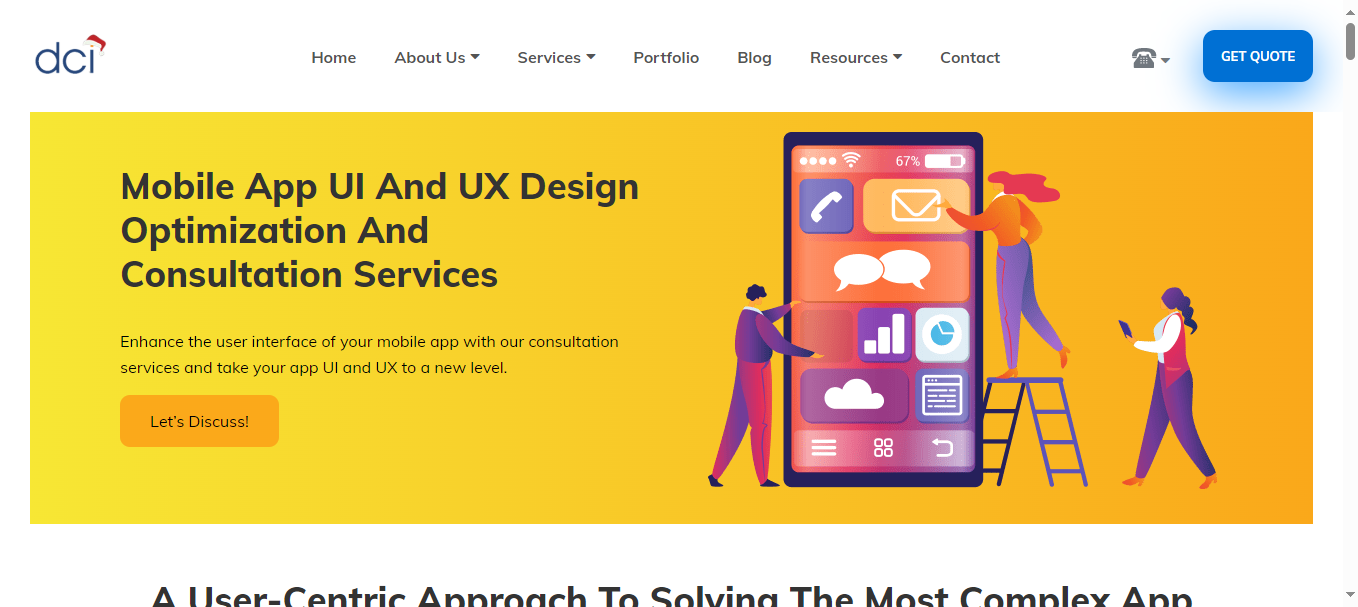 dci
Home About Us Services Portfolio Blog Resources Contact GET QUOTE
Mobile App UI And UX Design
Optimization And
Consultation Services
Enhance the user interface of your mobile app with our consultation
services and take your app UI and UX to a new level.
Let's Discuss!
67%
A User-Centric Approach To Solving The Most Complex App